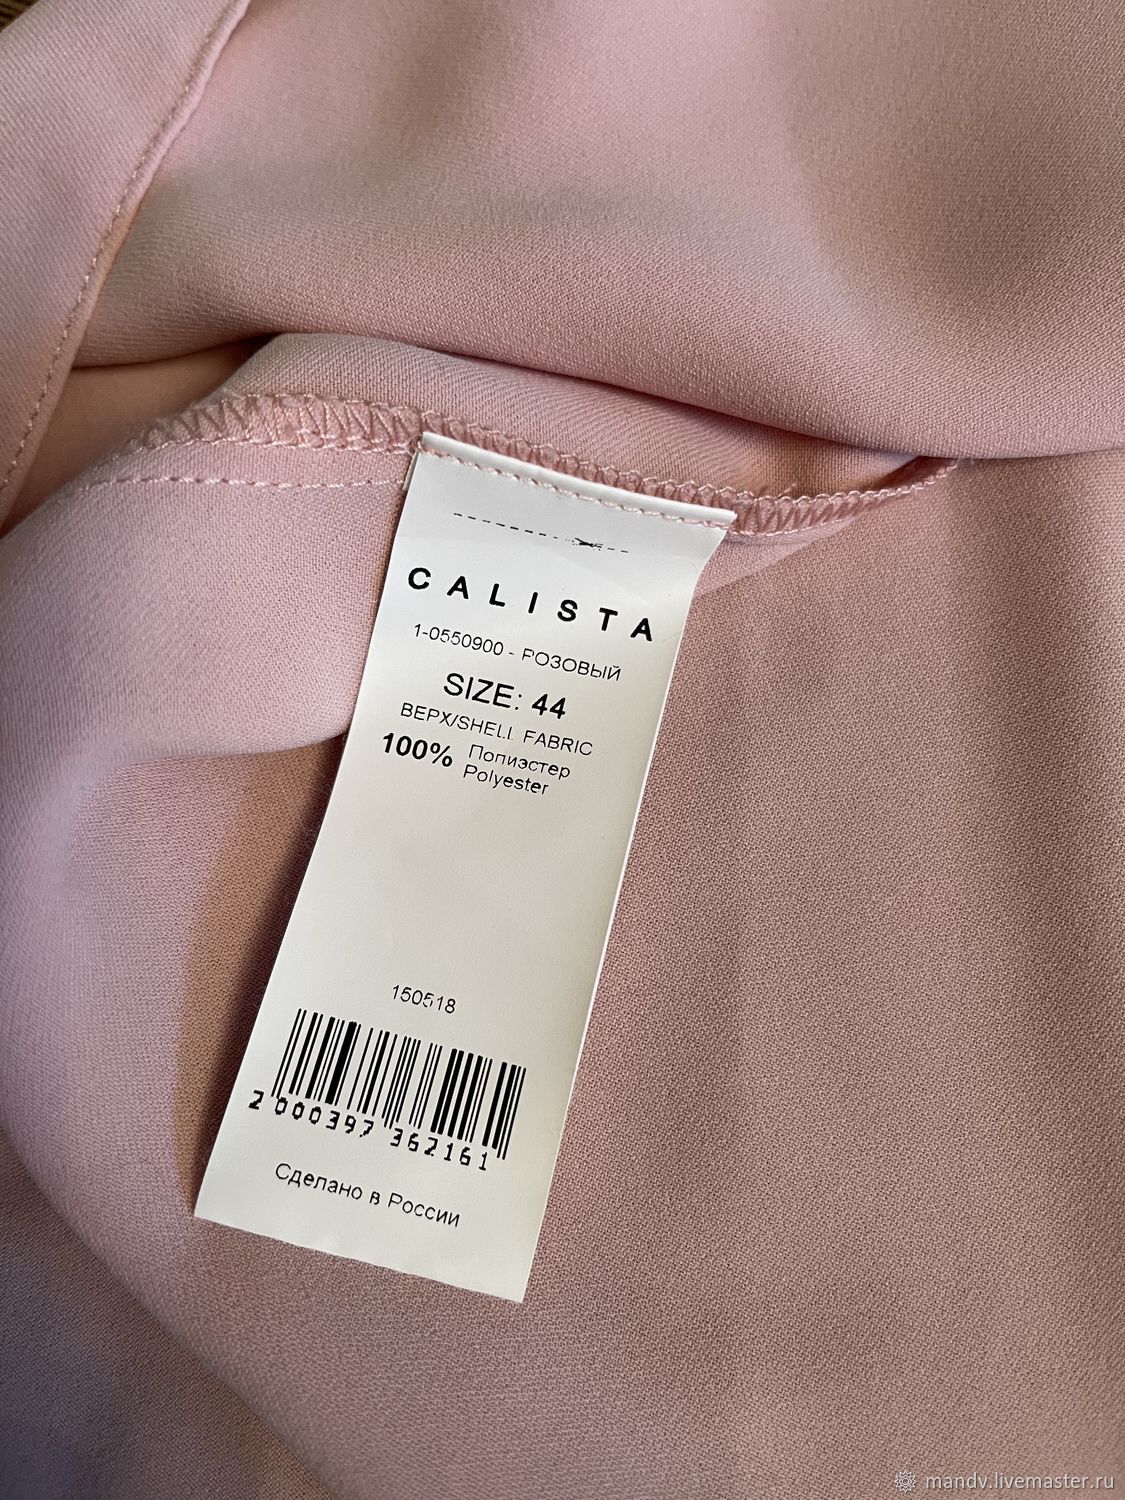 CALISTA
1-0550900 - РОЗОВЫЙ
SIZE: 44
ВЕРХ/SHELL FABRIC
100% Полиэстер
Polyester
150518
2 000397 362161
Сделано в России
mandv.livemaster.ru